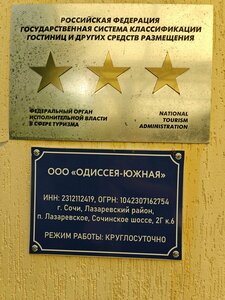 РОССИЙСКАЯ ФЕДЕРАЦИЯ
ГОСУДАРСТВЕННАЯ СИСТЕМА КЛАССИФИКАЦИИ
ГОСТИНИЦ И ДРУГИХ СРЕДСТВ РАЗМЕЩЕНИЯ
ФЕДЕРАЛЬНЫЙ ОРГАН
ИСПОЛНИТЕЛЬНОЙ ВЛАСТИ
В СФЕРЕ ТУРИЗМА
NATIONAL
TOURISM
ADMINISTRATION
ООО «ОДИССЕЯ-ЮЖНАЯ»
ИНН: 2312112419, ОГРН: 1042307162754
г. Сочи, Лазаревский район,
п. Лазаревское, Сочинское шоссе, 2Г к.6
РЕЖИМ РАБОТЫ: КРУГЛОСУТОЧНО